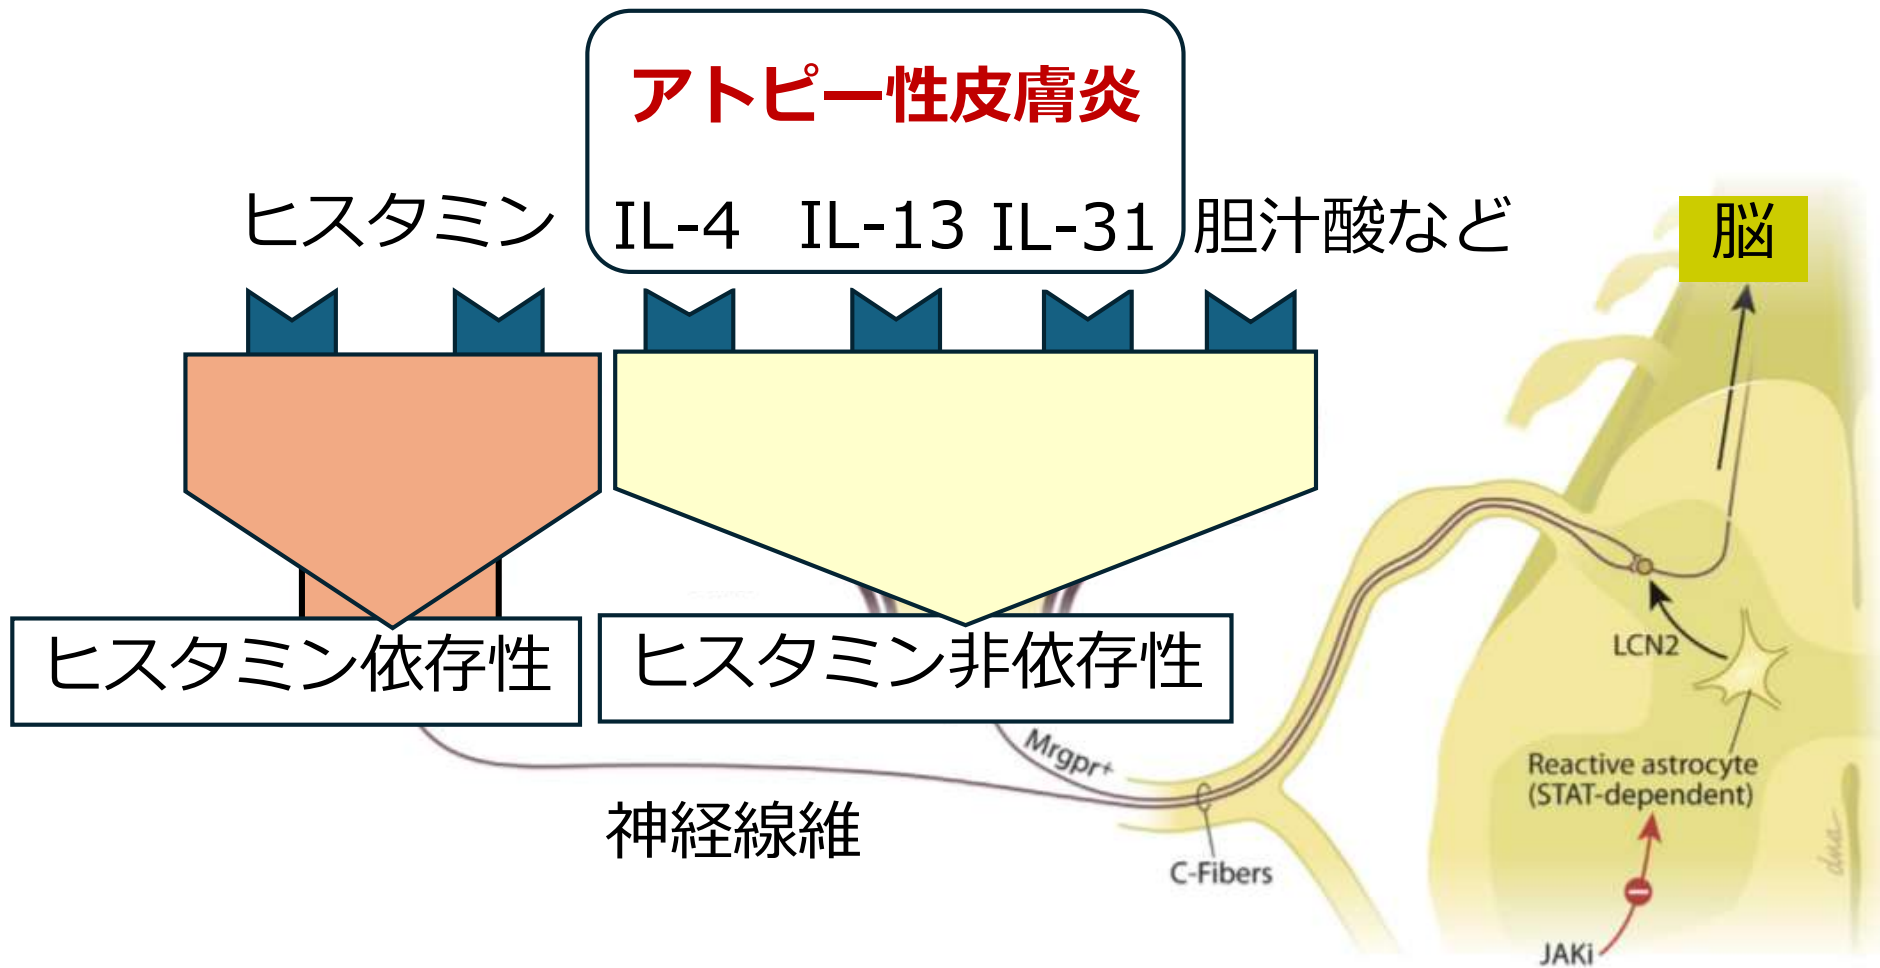 アトピー性皮膚炎
ヒスタミン
IL-4 IL-13 IL-31
胆汁酸など
脳
ヒスタミン依存性
ヒスタミン非依存性
LCN2
Mrgpr+
Reactive astrocyte
(STAT-dependent)
神経線維
C-Fibers
JAKi